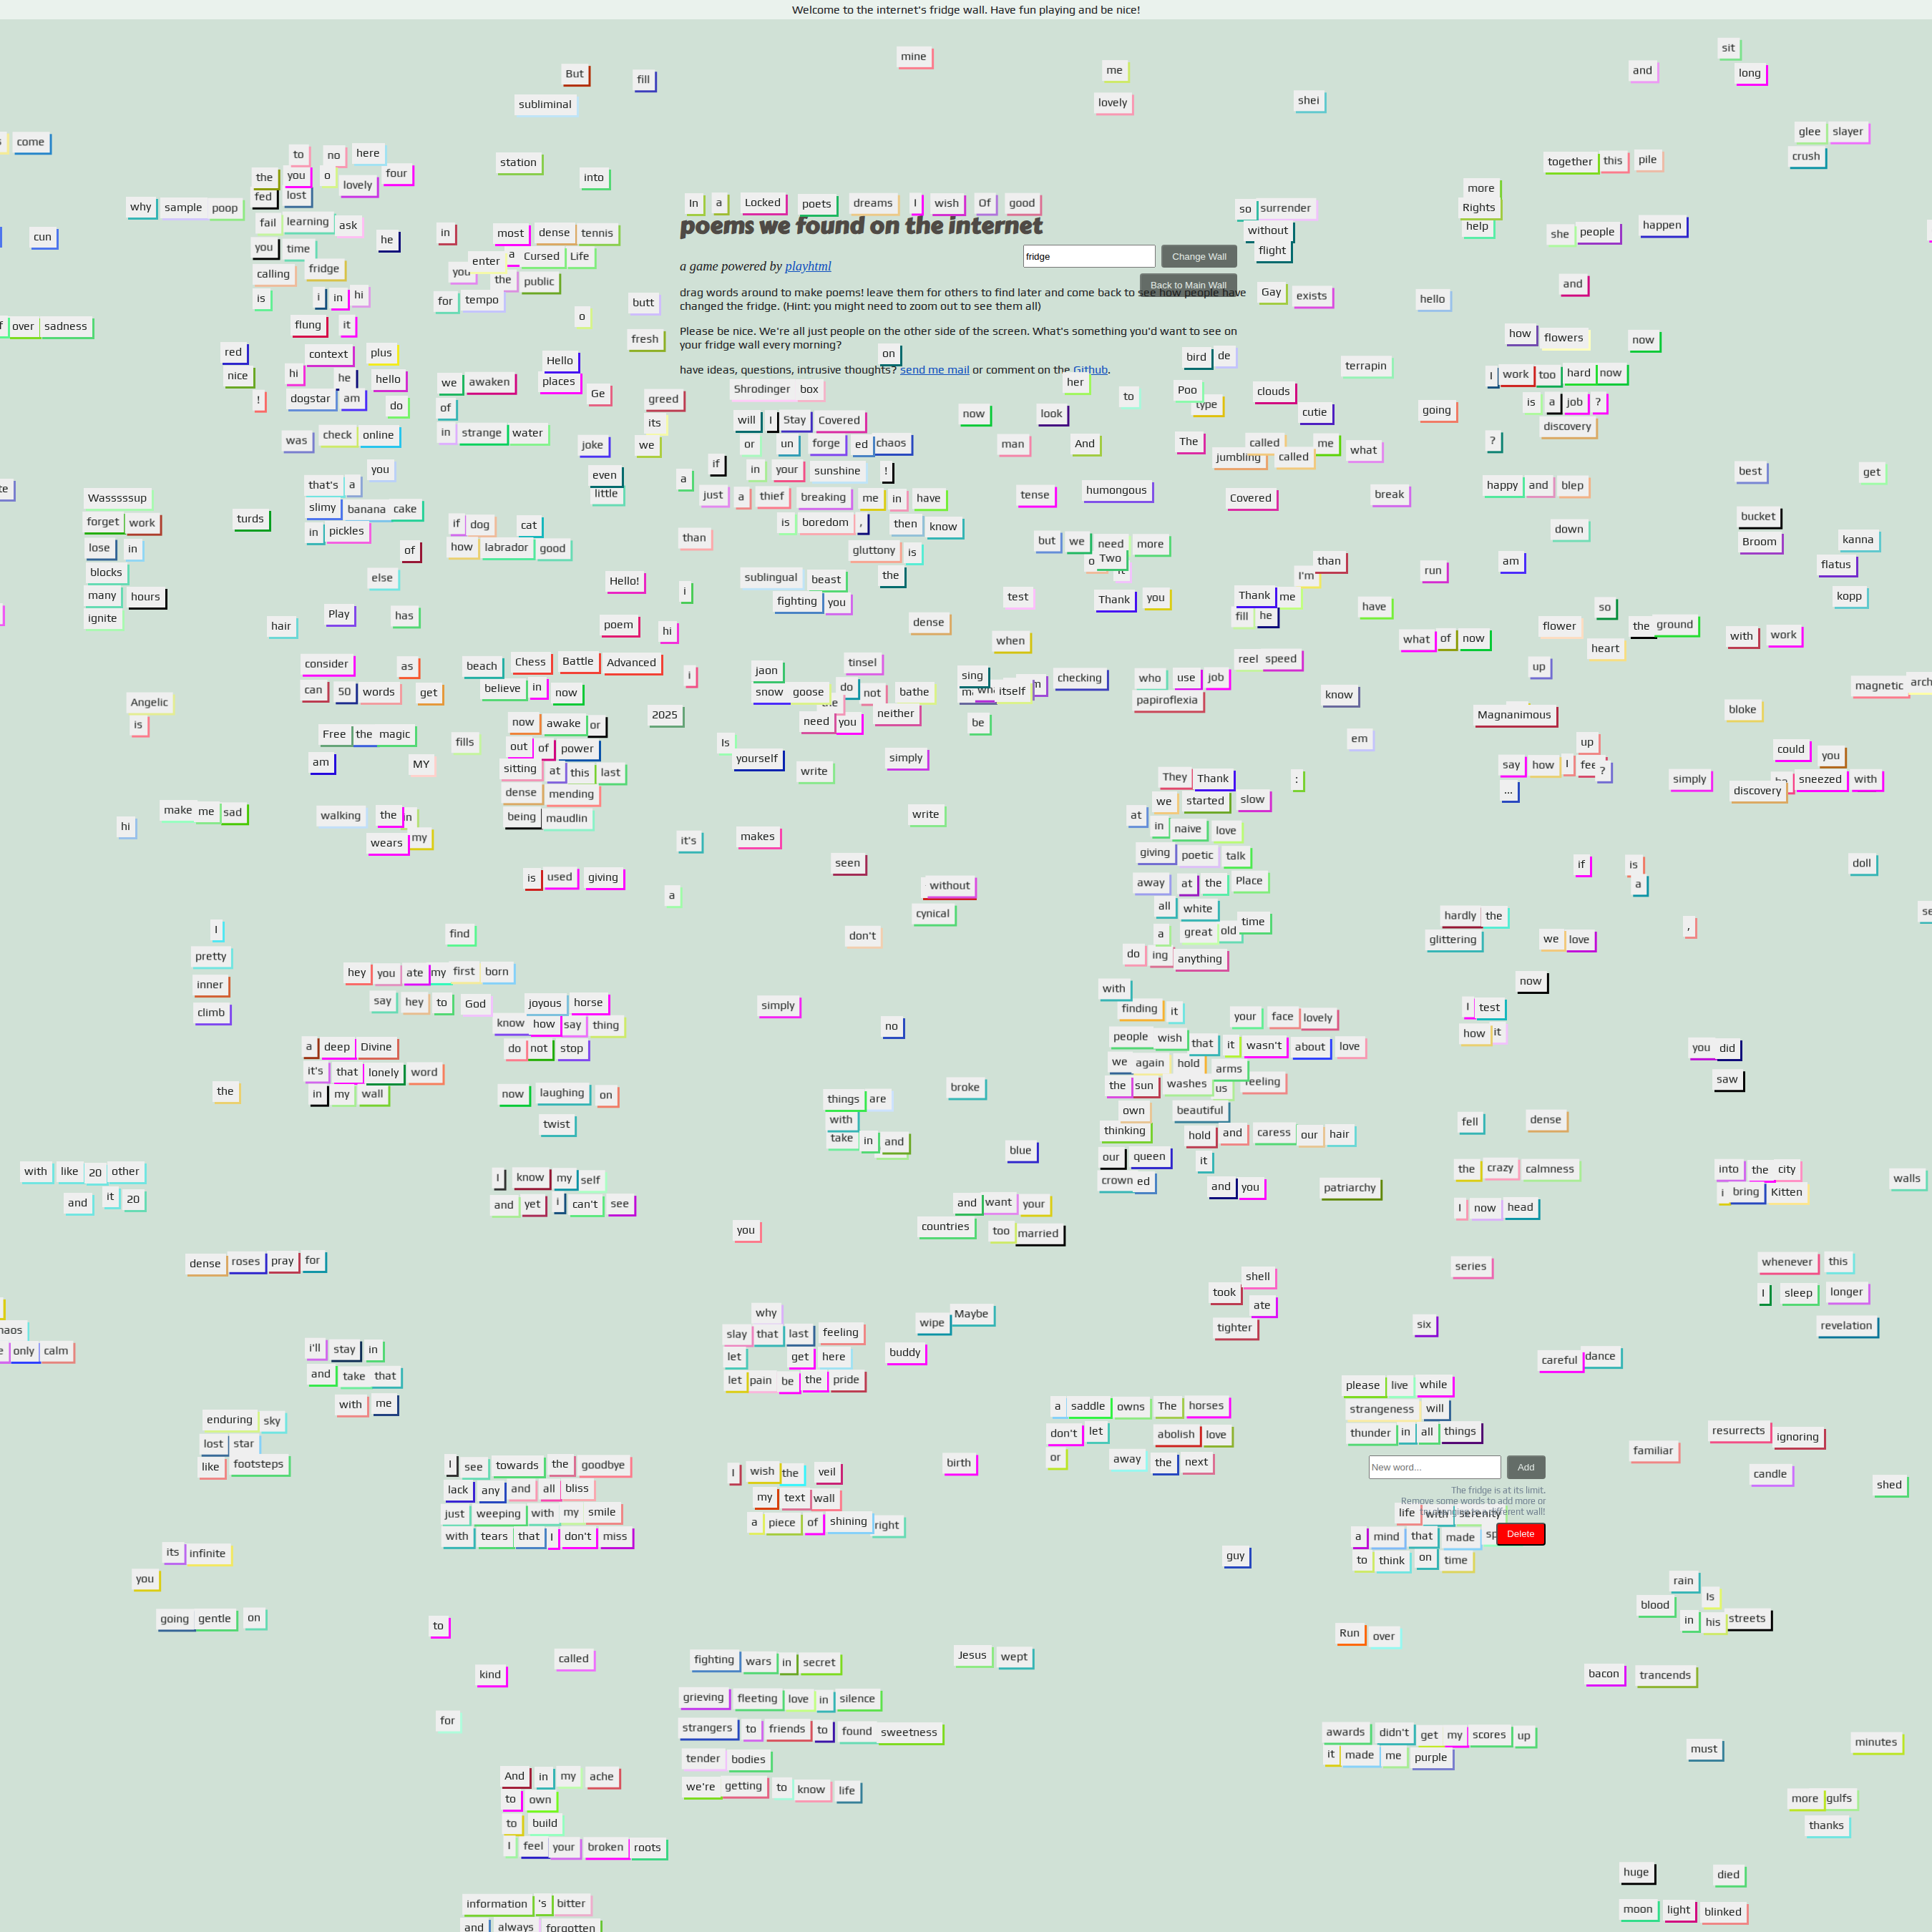 Welcome to the internet's fridge wall. Have fun playing and be nice!
mine
sit
But
fill
me
and
long
subliminal
lovely
shei
come
glee slayer
to no here
station
together this pile
crush
the you o lovely four
into
more
fed lost
why sample poop
In a Locked poets dreams I wish Of good
so surrender
Rights
fail learning ask
poems we found on the internet
without
help
she people
happen
cun
you time
he
in
most dense tennis
flight
enter a Cursed Life
fridge
Change Wall
a game powered by playhtml
calling fridge
you the public
Back to Main Wall
and
is
i in hi
for tempo
butt
drag words around to make poems! leave them for others to find later and come back to see how people have
changed the fridge. (Hint: you might need to zoom out to see them all)
Gay exists
hello
o
over sadness
flung it
fresh
Please be nice. We're all just people on the other side of the screen. What's something you'd want to see on
your fridge wall every morning?
how flowers
now
red
context plus
Hello
on
bird de
terrapin
have ideas, questions, intrusive thoughts? send me mail or comment on the Github.
nice
hi he hello
we awaken places
Shrodinger box
her
I work too hard now
!
dogstar am
do
of
Ge
greed
to
Poo
type
clouds
is a job ?
will I Stay Covered
now
look
cutie
going
discovery
was check online
in strange water
joke
its
we
or un forge ed chaos
man
And
The
called me
what
?
jumbling called
you
if
in your sunshine !
best
get
that's a
even
little
a
Wasssssup
just a thief breaking me in have
tense
humongous
Covered
break
happy and blep
slimy banana cake
forget work
turds
if dog cat
is boredom , then know
down
bucket
in pickles
than
but we need more
Broom
kanna
lose in
of
how labrador good
gluttony is
Two
than
am
flatus
blocks
else
Hello!
sublingual beast
the
I'm
run
many hours
i
fighting you
test
Thank you
Thank me
have
kopp
ignite
Play
has
fill he
so
hair
poem
hi
dense
when
what of now
flower
the ground
with work
heart
consider
as
beach
Chess Battle Advanced
tinsel
reel speed
up
jaon
sing
checking
who use job
can 50 words get
believe in now
i
snow goose do not bathe
itself
papiroflexia
know
magnetic
Angelic
is
now awake or
2025
need you neither
be
Magnanimous
bloke
Free the magic
fills
out of power
Is
yourself
simply
em
up
could you
am
MY
sitting at this last
write
They Thank
:
say how I ?
simply
sneezed with
dense mending
...
discovery
we started slow
make me sad
walking the
being maudlin
write
at
hi
wears my
it's
makes
in naive love
seen
giving poetic talk
if
is
doll
is used giving
a
without
away at the Place
a
cynical
all white
hardly the
I
find
don't
a great old time
glittering
we love
,
pretty
do ing anything
hey you ate my first born
inner
now
say hey to God
joyous horse
simply
with
climb
finding it
your face lovely
I test
know how say thing
no
how it
a deep Divine
do not stop
people wish that it wasn't about love
you did
it's that lonely word
we again hold arms
the
in my wall
now laughing on
broke
the sun washes us feeling
saw
things are
own beautiful
twist
with
fell
dense
take in and
thinking
hold and caress our hair
blue
our queen
it
with like 20 other
I know my self
crown ed
the crazy calmness
into the city
and it 20
and yet i can't see
and want your
and you
patriarchy
i bring Kitten
walls
you
countries
too married
I now head
dense roses pray for
shell
series
whenever this
took ate
I sleep longer
why
wipe Maybe
tighter
six
revelation
slay that last feeling
only calm
i'll stay in
let get here
buddy
careful dance
and take that
let pain be the pride
please live while
with me
a saddle owns The horses
strangeness will
enduring sky
don't let abolish love
thunder in all things
resurrects ignoring
lost star
or away the next
familiar
like footsteps
I see towards the goodbye
I wish the veil
birth
New word...
Add
candle
lack any and all bliss
my text wall
The fridge is at its limit.
Remove some words to add more or
shed
just weeping with my smile
a piece of shining right
life with serenity
with tears that I don't miss
a mind that made
Delete
its infinite
guy
to think on time
you
rain
going gentle on
blood
Is
to
in his streets
Run over
called
fighting wars in secret
Jesus wept
kind
bacon trancends
grieving fleeting love in silence
for
strangers to friends to found sweetness
awards didn't get my scores up
must
minutes
tender bodies
it made me purple
And in my ache
we're getting to know life
to own
more gulfs
to build
thanks
I feel your broken roots
huge
died
information 's bitter
moon light blinked
and always forgotten